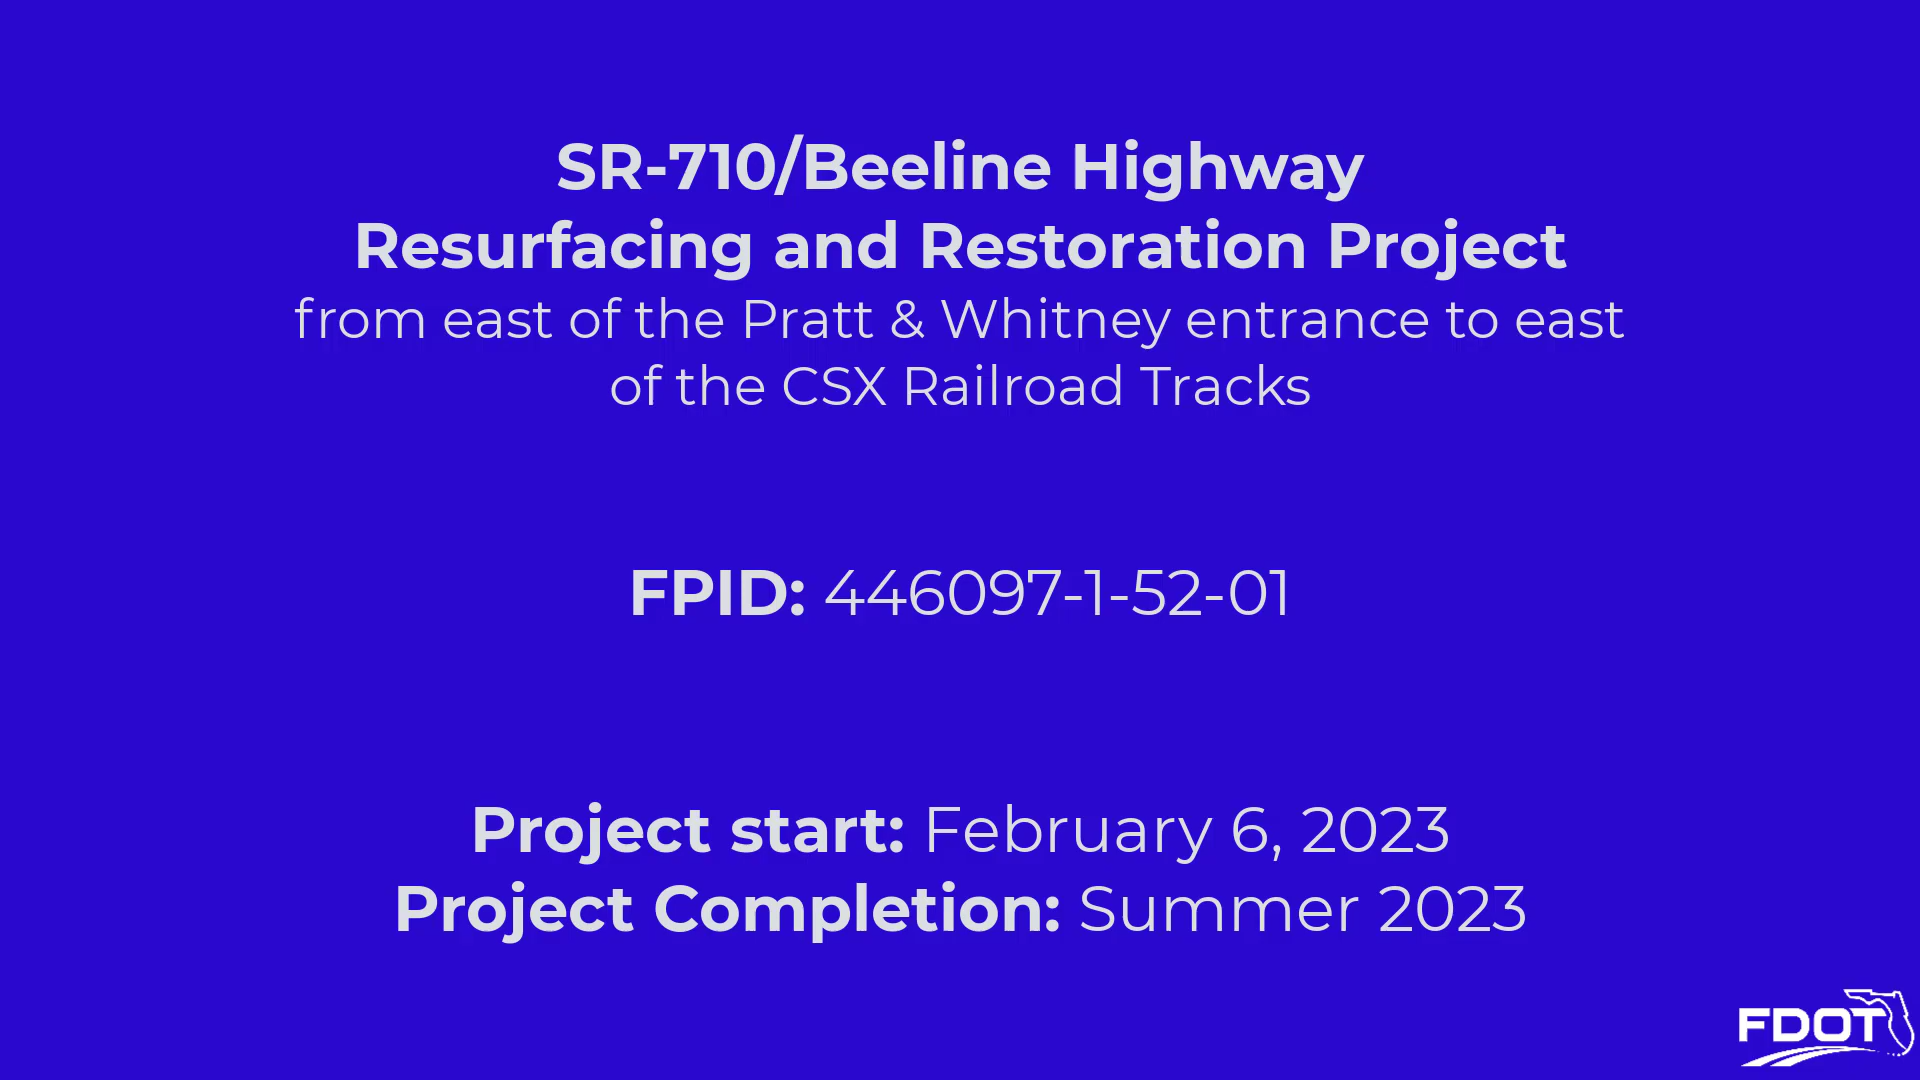 SR-710/Beeline Highway
Resurfacing and Restoration Project
from east of the Pratt & Whitney entrance to east
of the CSX Railroad Tracks
FPID: 446097-1-52-01
Project start: February 6, 2023
Project Completion: Summer 2023
FDOT